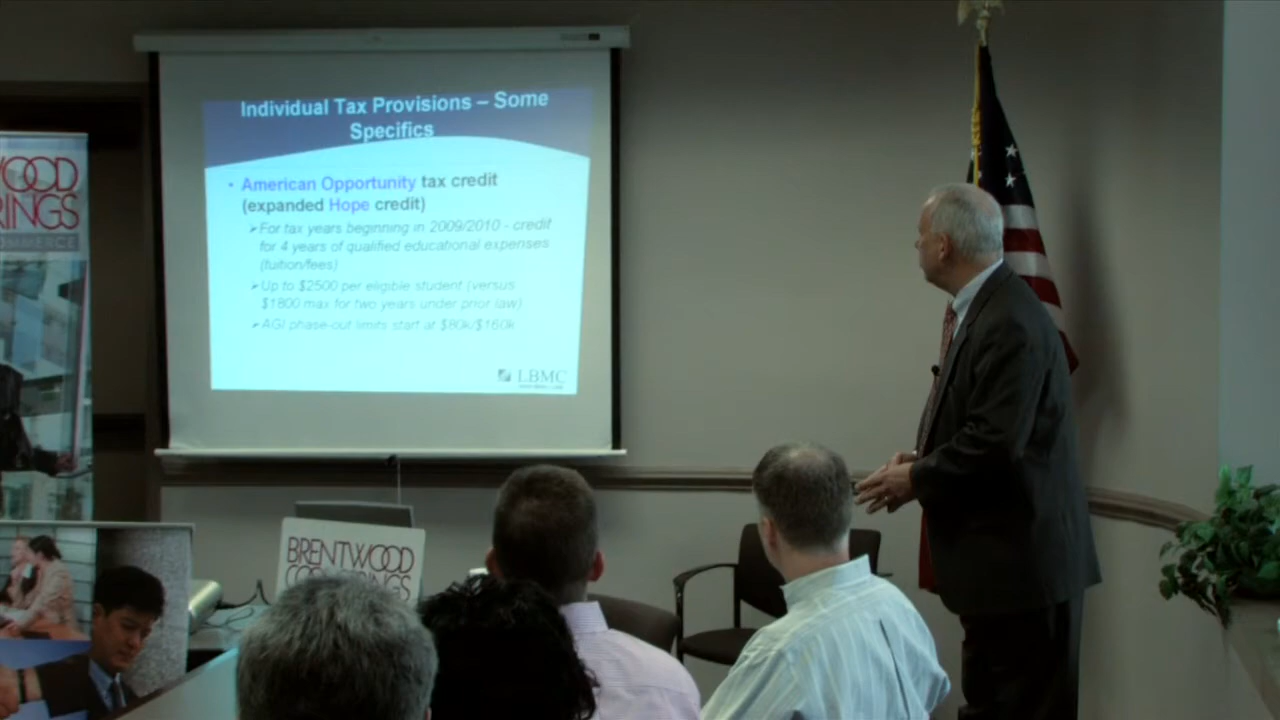 Individual Tax Provisions – Some
Specifics
• American Opportunity tax credit
(expanded Hope credit)
➢For tax years beginning in 2009/2010 - credit
for 4 years of qualified educational expenses
(tuition/fees)
➢Up to $2500 per eligible student (versus
$1800 max for two years under prior law)
➢AGI phase-out limits start at $80k/$160k
LBMC
OOD
RINGS
OMMERCE
BRENTWOOD